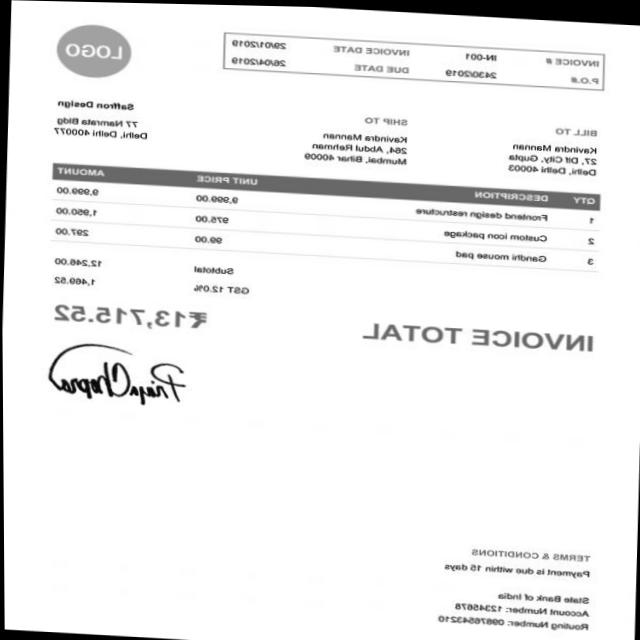 LOGO
INVOICE # IN-001 INVOICE DATE 29/01/2019
P.O.# 2430/2019 DUE DATE 26/04/2019
Saffron Design
77 Namrata Bldg
Delhi, Delhi 400077
BILL TO
Kavindra Mannan
27, Dlf City, Gupta
Delhi, Delhi 40003
SHIP TO
Kavindra Mannan
264, Abdul Rehman
Mumbai, Bihar 40009
QTY DESCRIPTION UNIT PRICE AMOUNT
1 Frontend design restructure 9,999.00 9,999.00
2 Custom icon package 975.00 1,950.00
3 Gandhi mouse pad 99.00 297.00
Subtotal 12,246.00
GST 12.0% 1,469.52
INVOICE TOTAL ₹13,715.52
Priya Chopra
TERMS & CONDITIONS
Payment is due within 15 days
State Bank of India
Account Number: 12345678
Routing Number: 09876543210